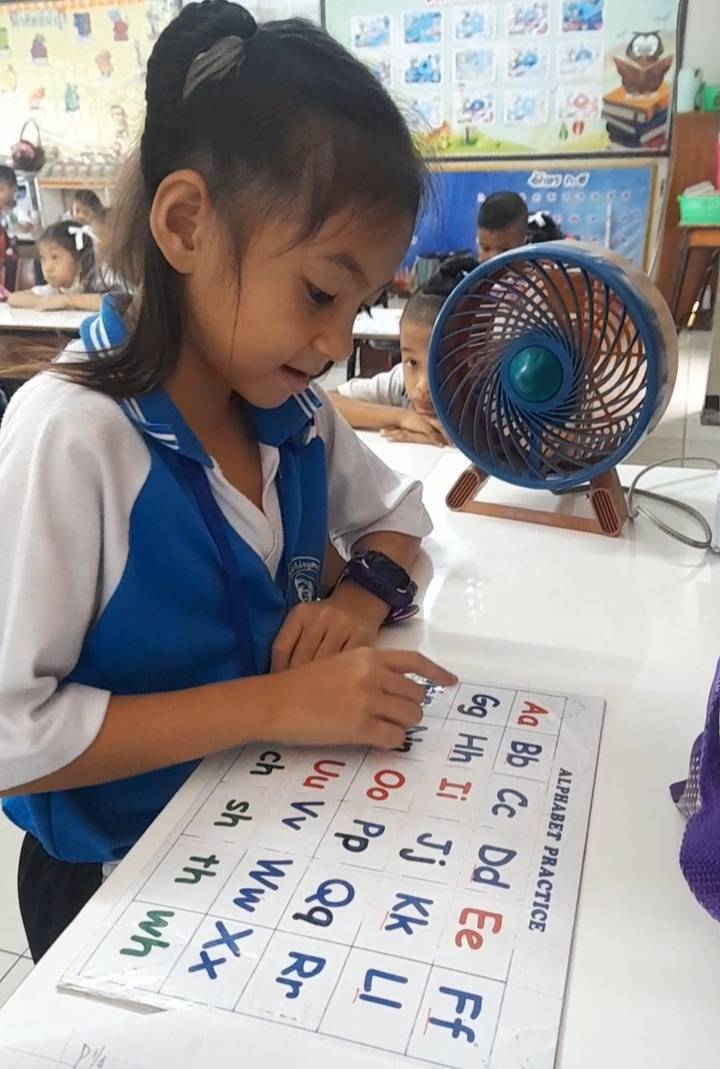 ALPHABET PRACTICE
Aa Bb Cc Dd Ee Ff
Gg Hh Ii Jj Kk Ll
Nn Oo Pp Qq Rr
Uu Vv Ww Xx
ch sh th wh